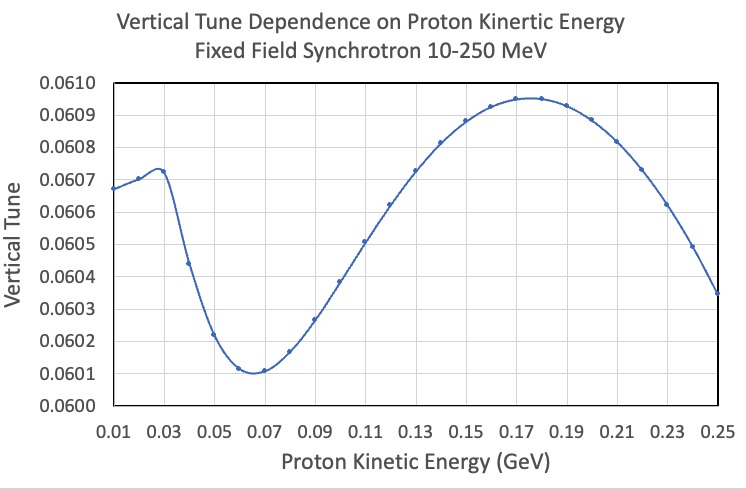 Vertical Tune Dependence on Proton Kinertic Energy
Fixed Field Synchrotron 10-250 MeV
0.0610
0.0609
0.0608
0.0607
0.0606
0.0605
0.0604
0.0603
0.0602
0.0601
0.0600
Vertical Tune
0.01 0.03 0.05 0.07 0.09 0.11 0.13 0.15 0.17 0.19 0.21 0.23 0.25
Proton Kinetic Energy (GeV)